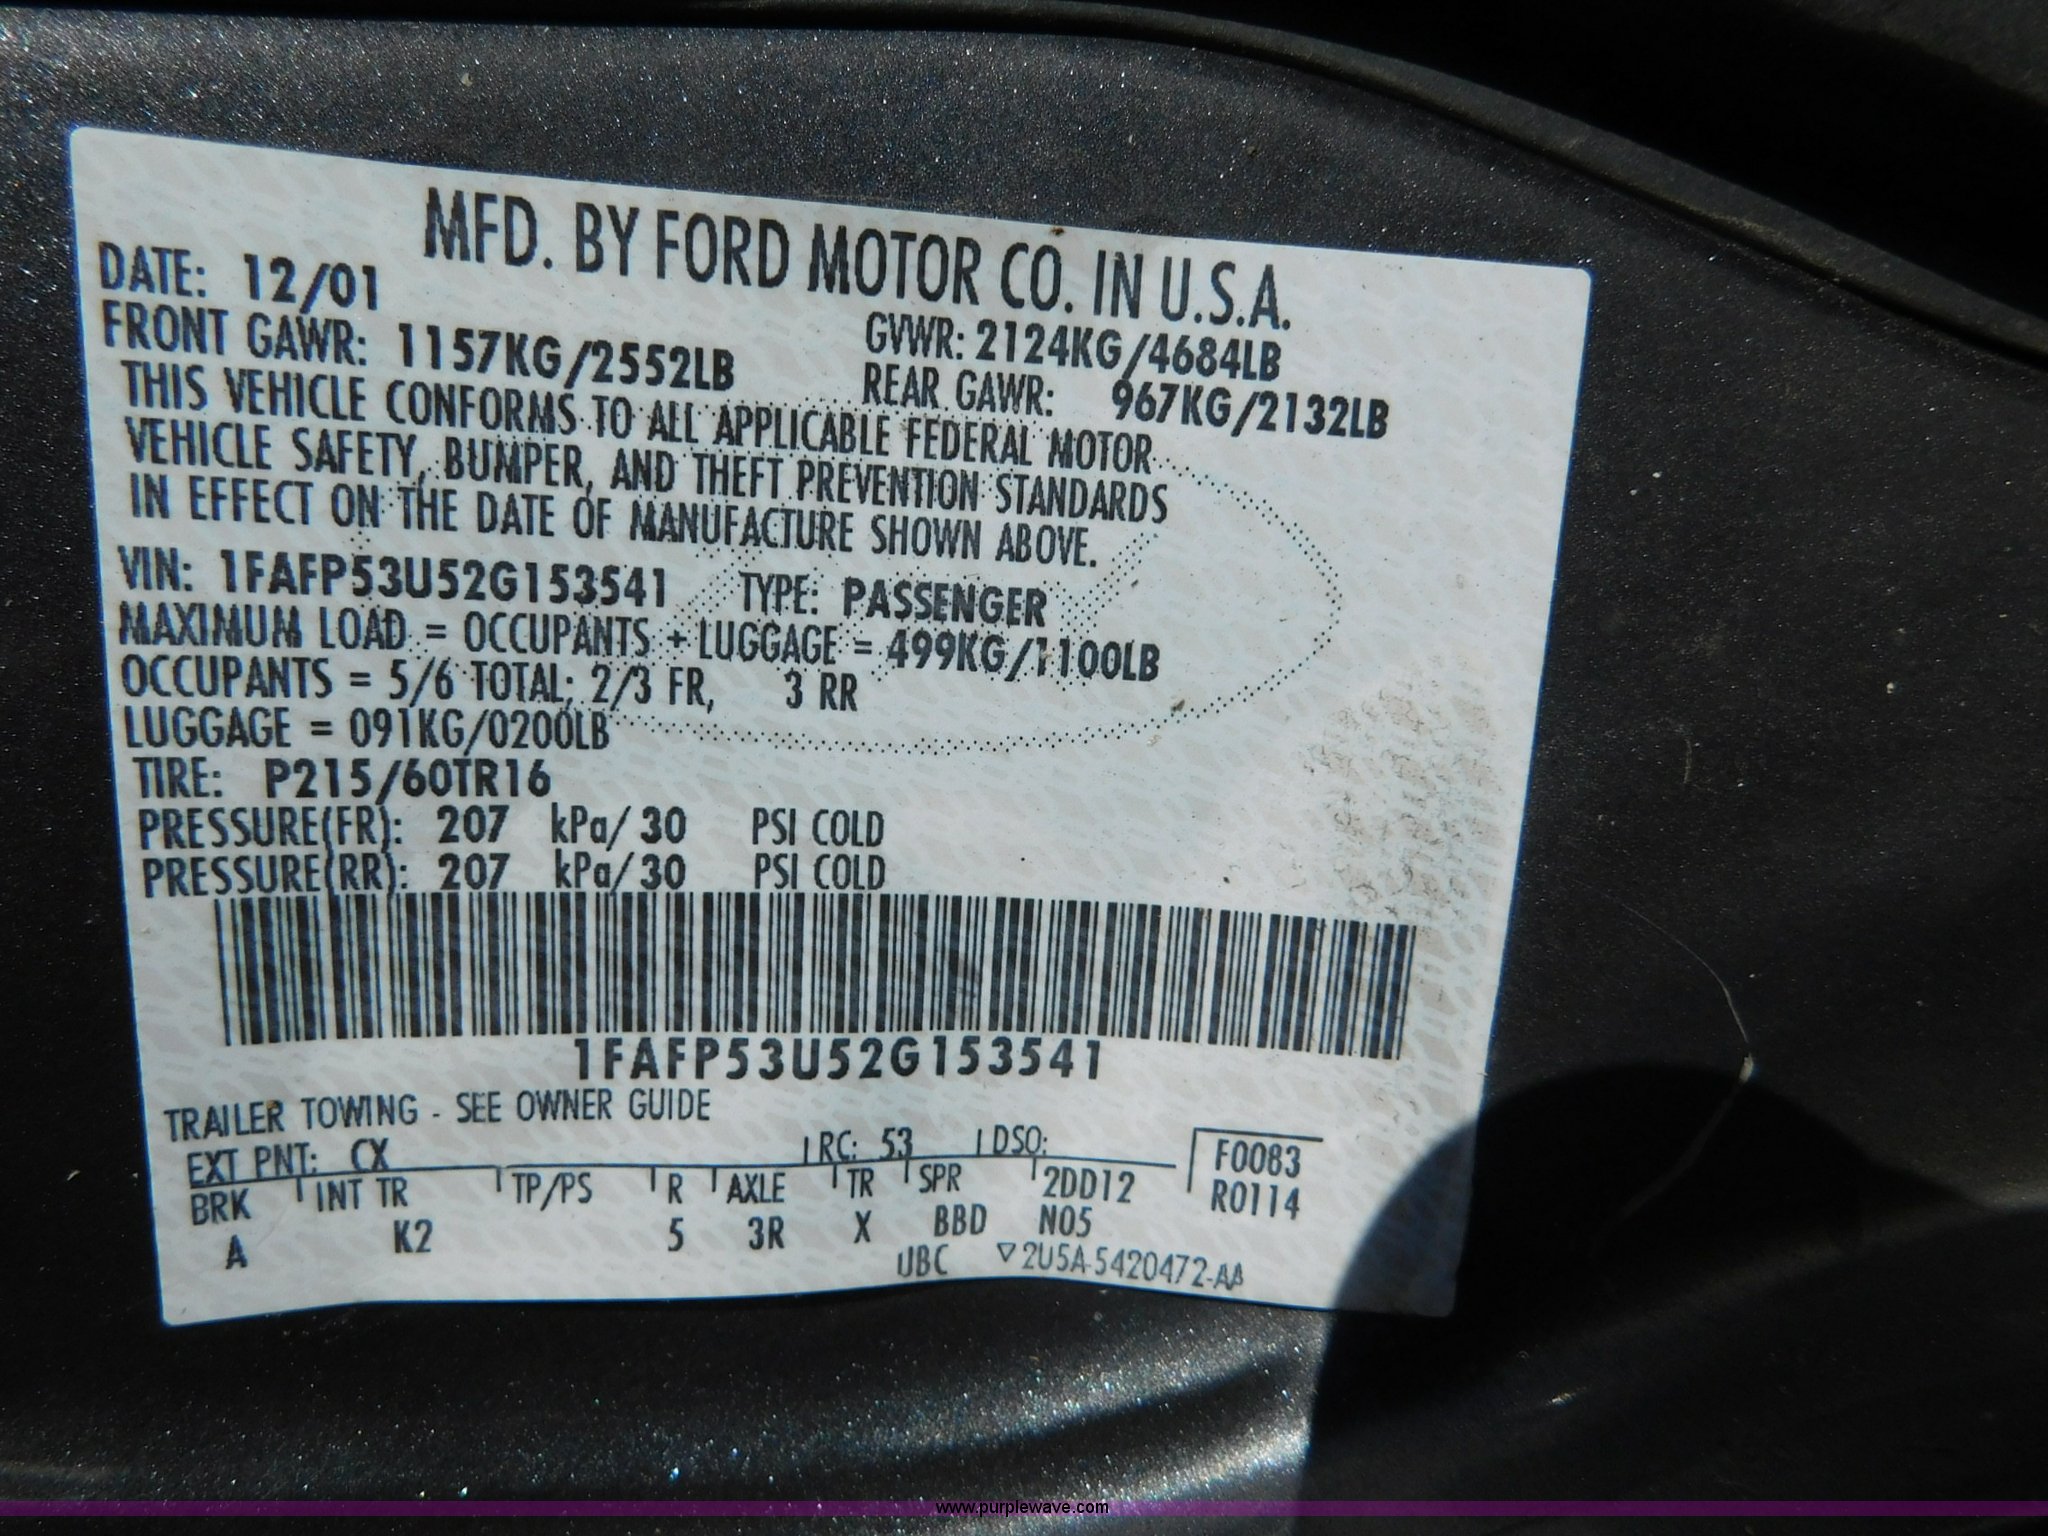 MFD. BY FORD MOTOR CO. IN U.S.A.
DATE: 12/01 GVWR: 2124KG/4684LB
FRONT GAWR: 1157KG/2552LB REAR GAWR: 967KG/2132LB
THIS VEHICLE CONFORMS TO ALL APPLICABLE FEDERAL MOTOR
VEHICLE SAFETY, BUMPER, AND THEFT PREVENTION STANDARDS
IN EFFECT ON THE DATE OF MANUFACTURE SHOWN ABOVE.
VIN: 1FAFP53U52G153541 TYPE: PASSENGER
MAXIMUM LOAD = OCCUPANTS + LUGGAGE = 499KG/1100LB
OCCUPANTS = 5/6 TOTAL; 2/3 FR, 3 RR
LUGGAGE = 091KG/0200LB
TIRE: P215/60TR16
PRESSURE(FR): 207 kPa/ 30 PSI COLD
PRESSURE(RR): 207 kPa/30 PSI COLD
1FAFP53U52G153541
TRAILER TOWING - SEE OWNER GUIDE
EXT PNT: CX RC: 53 DSO: F0083
BRK INT TR TP/PS R AXLE TR SPR 2DD12 R0114
A K2 5 3R X BBD N05
UBC ▽2U5A-5420472-AA
www.purplewave.com